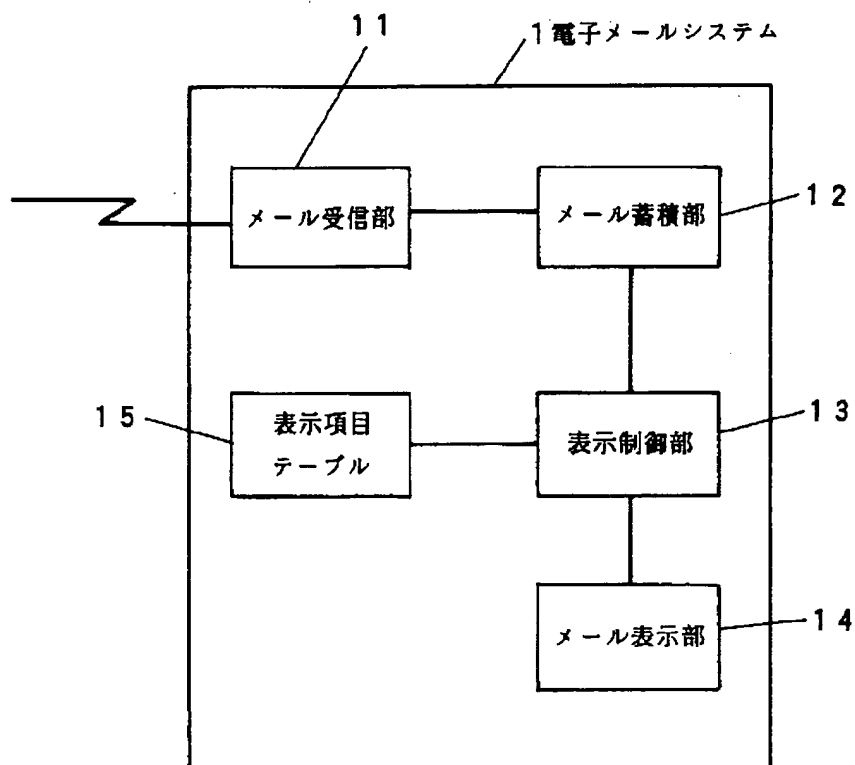 11
1電子メールシステム
メール受信部
メール蓄積部
12
15
表示項目
テーブル
表示制御部
13
メール表示部
14